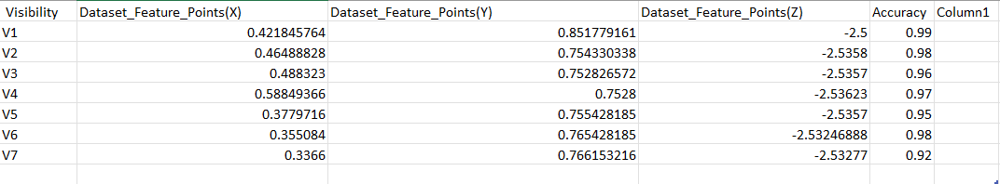 Visibility Dataset_Feature_Points(X) Dataset_Feature_Points(Y) Dataset_Feature_Points(Z) Accuracy Column1
V1 0.421845764 0.851779161 -2.5 0.99
V2 0.46488828 0.754330338 -2.5358 0.98
V3 0.488323 0.752826572 -2.5357 0.96
V4 0.58849366 0.7528 -2.53623 0.97
V5 0.3779716 0.755428185 -2.5357 0.95
V6 0.355084 0.765428185 -2.53246888 0.98
V7 0.3366 0.766153216 -2.53277 0.92